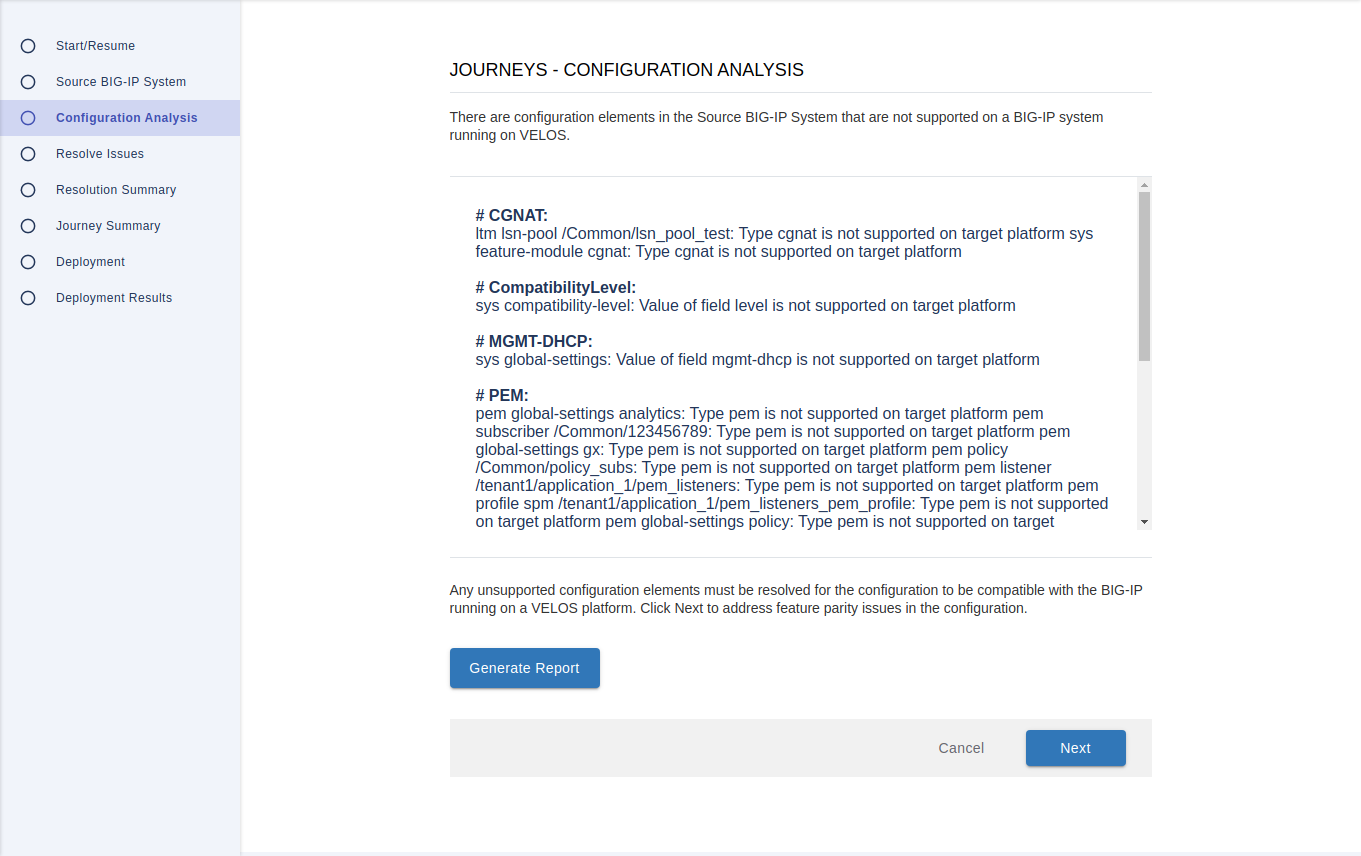 Start/Resume
Source BIG-IP System
Configuration Analysis
Resolve Issues
Resolution Summary
Journey Summary
Deployment
Deployment Results
JOURNEYS - CONFIGURATION ANALYSIS
There are configuration elements in the Source BIG-IP System that are not supported on a BIG-IP system
running on VELOS.
# CGNAT:
ltm lsn-pool /Common/lsn_pool_test: Type cgnat is not supported on target platform sys
feature-module cgnat: Type cgnat is not supported on target platform
# CompatibilityLevel:
sys compatibility-level: Value of field level is not supported on target platform
# MGMT-DHCP:
sys global-settings: Value of field mgmt-dhcp is not supported on target platform
# PEM:
pem global-settings analytics: Type pem is not supported on target platform pem
subscriber /Common/123456789: Type pem is not supported on target platform pem
global-settings gx: Type pem is not supported on target platform pem policy
/Common/policy_subs: Type pem is not supported on target platform pem listener
/tenant1/application_1/pem_listeners: Type pem is not supported on target platform pem
profile spm /tenant1/application_1/pem_listeners_pem_profile: Type pem is not supported
on target platform pem global-settings policy: Type pem is not supported on target
Any unsupported configuration elements must be resolved for the configuration to be compatible with the BIG-IP
running on a VELOS platform. Click Next to address feature parity issues in the configuration.
Generate Report
Cancel
Next